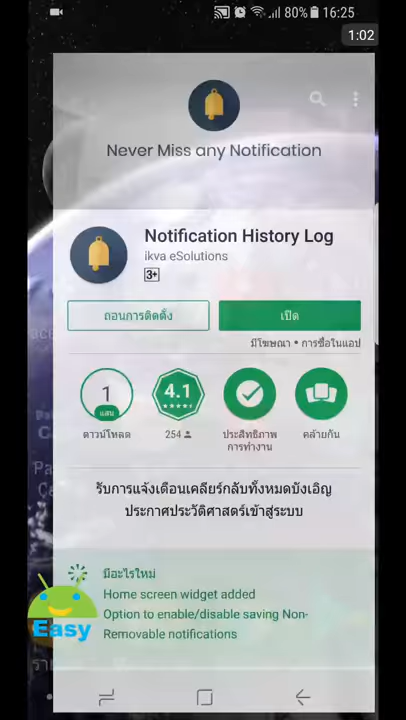 80% 16:25
1:02
Never Miss any Notification
Notification History Log
ikva eSolutions
3+
ถอนการติดตั้ง
เปิด
มีโฆษณา • การซื้อในแอป
1
แสน
4.1
ดาวน์โหลด
254
ประสิทธิภาพ
การทำงาน
คล้ายกัน
รับการแจ้งเตือนเคลียร์กลับทั้งหมดบังเอิญ
ประกาศประวัติศาสตร์เข้าสู่ระบบ
มีอะไรใหม่
Home screen widget added
Option to enable/disable saving Non-
Removable notifications
Easy